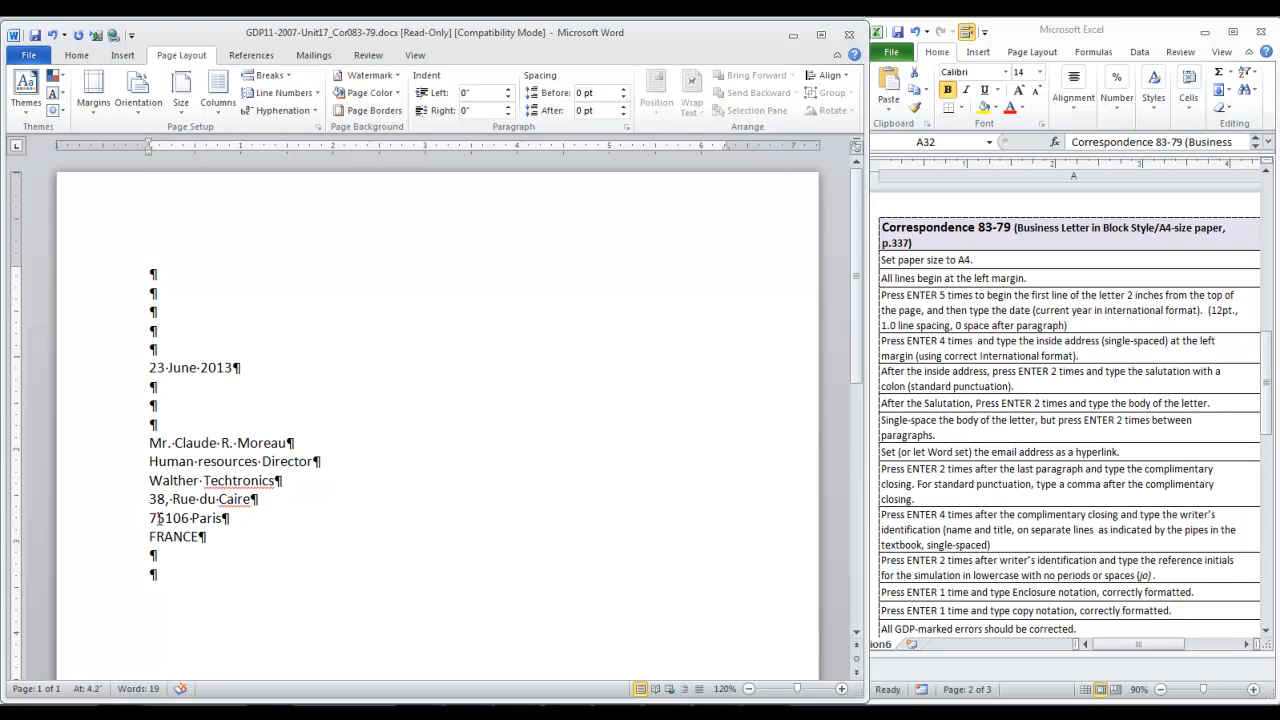 GDPII-2007-Unit17_Cor083-79.docx [Read-Only] [Compatibility Mode] - Microsoft Word
File Home Insert Page Layout References Mailings Review View
Themes Margins Orientation Size Columns Breaks Line Numbers Hyphenation
Watermark Page Color Page Borders
Indent Left: 0" Right: 0"
Spacing Before: 0 pt After: 0 pt
Position Wrap Text Bring Forward Send Backward Selection Pane Align Group Rotate
Themes Page Setup Page Background Paragraph Arrange
1 1 2 3 4 5 6 7
¶
¶
¶
¶
¶
23·June·2013¶
¶
¶
¶
Mr.·Claude·R.·Moreau¶
Human·resources·Director¶
Walther·Techtronics¶
38,·Rue·du·Caire¶
75106·Paris¶
FRANCE¶
¶
¶
Page: 1 of 1 At: 4.2" Words: 19 120%
Microsoft Excel
File Home Insert Page Layout Formulas Data Review View
Paste Calibri 14 B I U Alignment Number Styles Cells
Clipboard Font Editing
A32 fx Correspondence 83-79 (Business
1 2 3 4
A
Correspondence 83-79 (Business Letter in Block Style/A4-size paper,
p.337)
Set paper size to A4.
All lines begin at the left margin.
Press ENTER 5 times to begin the first line of the letter 2 inches from the top of
the page, and then type the date (current year in international format). (12pt.,
1.0 line spacing, 0 space after paragraph)
Press ENTER 4 times and type the inside address (single-spaced) at the left
margin (using correct International format).
After the inside address, press ENTER 2 times and type the salutation with a
colon (standard punctuation).
After the Salutation, Press ENTER 2 times and type the body of the letter.
Single-space the body of the letter, but press ENTER 2 times between
paragraphs.
Set (or let Word set) the email address as a hyperlink.
Press ENTER 2 times after the last paragraph and type the complimentary
closing. For standard punctuation, type a comma after the complimentary
closing.
Press ENTER 4 times after the complimentary closing and type the writer's
identification (name and title, on separate lines as indicated by the pipes in the
textbook, single-spaced)
Press ENTER 2 times after writer's identification and type the reference initials
for the simulation in lowercase with no periods or spaces (jo) .
Press ENTER 1 time and type Enclosure notation, correctly formatted.
Press ENTER 1 time and type copy notation, correctly formatted.
All GDP-marked errors should be corrected.
ion6
Ready Page: 2 of 3 90%